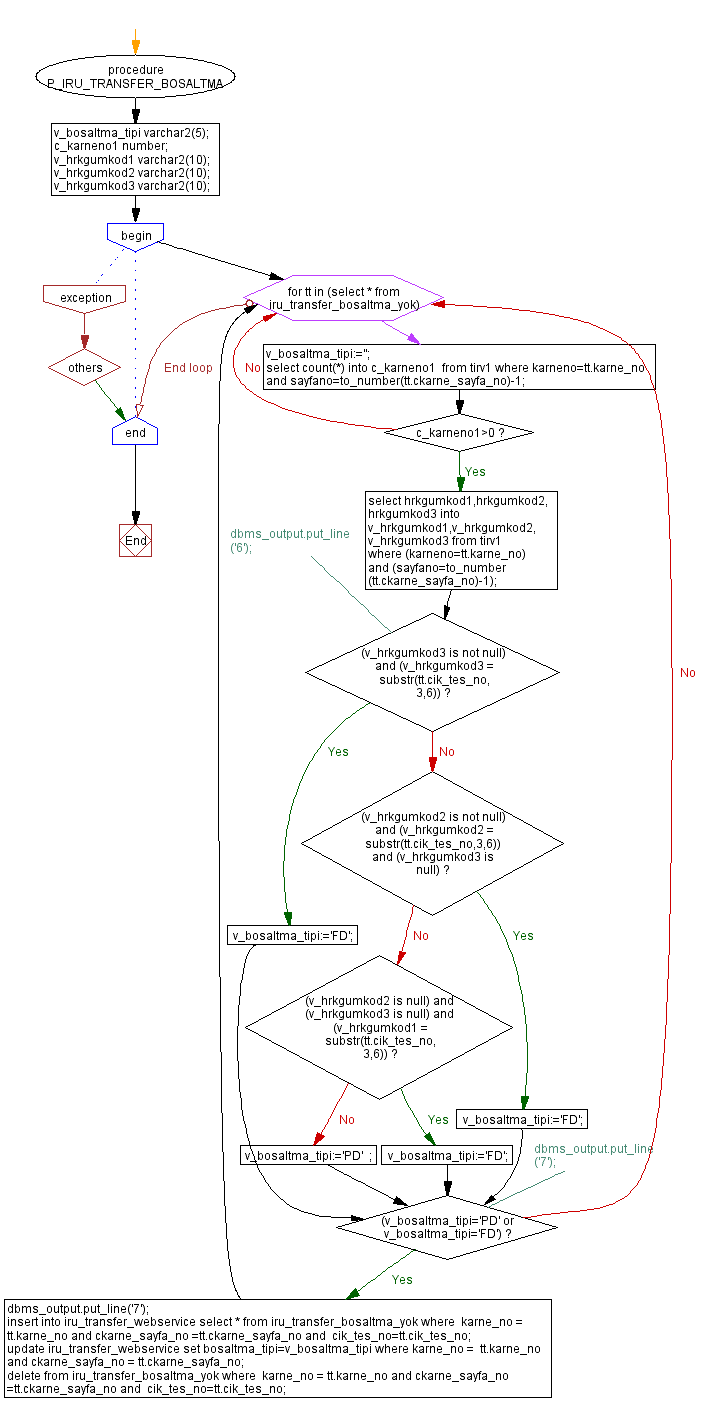 procedure
P_IRU_TRANSFER_BOSALTMA
v_bosaltma_tipi varchar2(5);
c_karneno1 number;
v_hrkgumkod1 varchar2(10);
v_hrkgumkod2 varchar2(10);
v_hrkgumkod3 varchar2(10);
begin
exception
others
End loop
end
End
for tt in (select * from
iru_transfer_bosaltma_yok)
No
v_bosaltma_tipi:='';
select count(*) into c_karneno1  from tirv1 where karneno=tt.karne_no
and sayfano=to_number(tt.ckarne_sayfa_no)-1;
c_karneno1>0 ?
Yes
select hrkgumkod1,hrkgumkod2,
hrkgumkod3 into
v_hrkgumkod1,v_hrkgumkod2,
v_hrkgumkod3 from tirv1
where (karneno=tt.karne_no)
and (sayfano=to_number
(tt.ckarne_sayfa_no)-1);
dbms_output.put_line
('6');
(v_hrkgumkod3 is not null)
and (v_hrkgumkod3 =
substr(tt.cik_tes_no,
3,6)) ?
No
Yes
No
(v_hrkgumkod2 is not null)
and (v_hrkgumkod2 =
substr(tt.cik_tes_no,3,6))
and (v_hrkgumkod3 is
null) ?
v_bosaltma_tipi:='FD';
No
Yes
(v_hrkgumkod2 is null) and
(v_hrkgumkod3 is null) and
(v_hrkgumkod1 =
substr(tt.cik_tes_no,
3,6)) ?
No
Yes
v_bosaltma_tipi:='FD';
v_bosaltma_tipi:='PD' ;
v_bosaltma_tipi:='FD';
dbms_output.put_line
('7');
(v_bosaltma_tipi='PD' or
v_bosaltma_tipi='FD') ?
Yes
dbms_output.put_line('7');
insert into iru_transfer_webservice select * from iru_transfer_bosaltma_yok where  karne_no =
tt.karne_no and ckarne_sayfa_no =tt.ckarne_sayfa_no and  cik_tes_no=tt.cik_tes_no;
update iru_transfer_webservice set bosaltma_tipi=v_bosaltma_tipi where karne_no =  tt.karne_no
and ckarne_sayfa_no = tt.ckarne_sayfa_no;
delete from iru_transfer_bosaltma_yok where  karne_no = tt.karne_no and ckarne_sayfa_no
=tt.ckarne_sayfa_no and  cik_tes_no=tt.cik_tes_no;